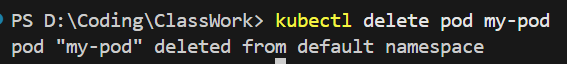 PS D:\Coding\ClassWork> kubectl delete pod my-pod
pod "my-pod" deleted from default namespace